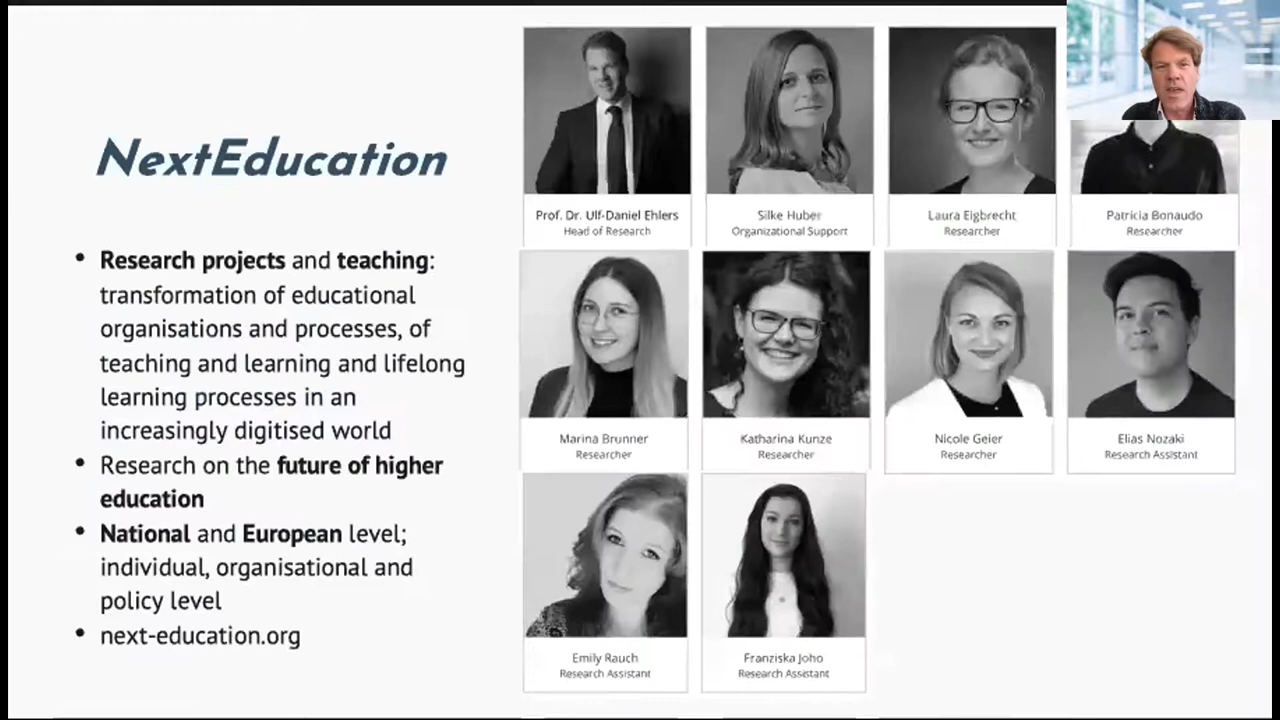 NextEducation
• Research projects and teaching:
transformation of educational
organisations and processes, of
teaching and learning and lifelong
learning processes in an
increasingly digitised world
• Research on the future of higher
education
• National and European level;
individual, organisational and
policy level
• next-education.org
Prof. Dr. Ulf-Daniel Ehlers
Head of Research
Silke Huber
Organizational Support
Laura Eigbrecht
Researcher
Patricia Bonaudo
Researcher
Marina Brunner
Researcher
Katharina Kunze
Researcher
Nicole Geier
Researcher
Elias Nozaki
Research Assistant
Emily Rauch
Research Assistant
Franziska Joho
Research Assistant